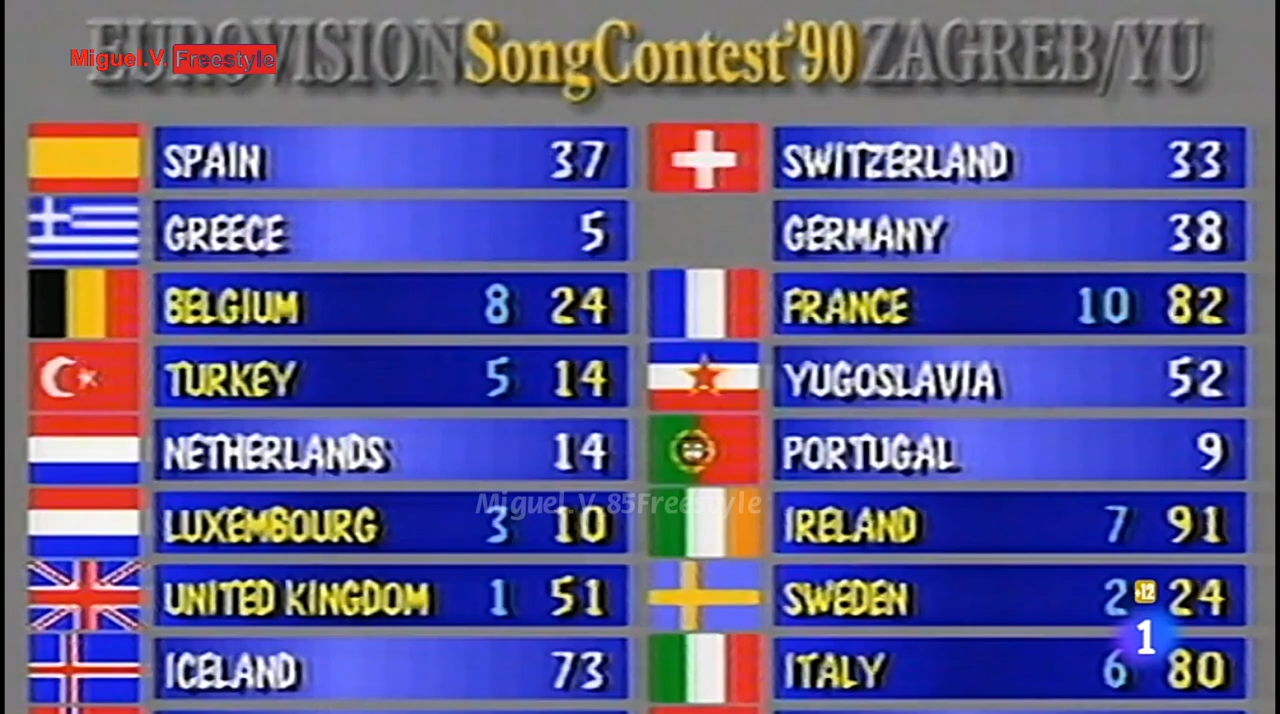 EUROVISION SongContest'90 ZAGREB/YU
Miguel.V. Freestyle
SPAIN 37 SWITZERLAND 33
GREECE 5 GERMANY 38
BELGIUM 8 24 FRANCE 10 82
TURKEY 5 14 YUGOSLAVIA 52
NETHERLANDS 14 PORTUGAL 9
Miguel.V.85Freestyle
LUXEMBOURG 3 10 IRELAND 7 91
UNITED KINGDOM 1 51 SWEDEN 2 24
+12
1
ICELAND 73 ITALY 6 80